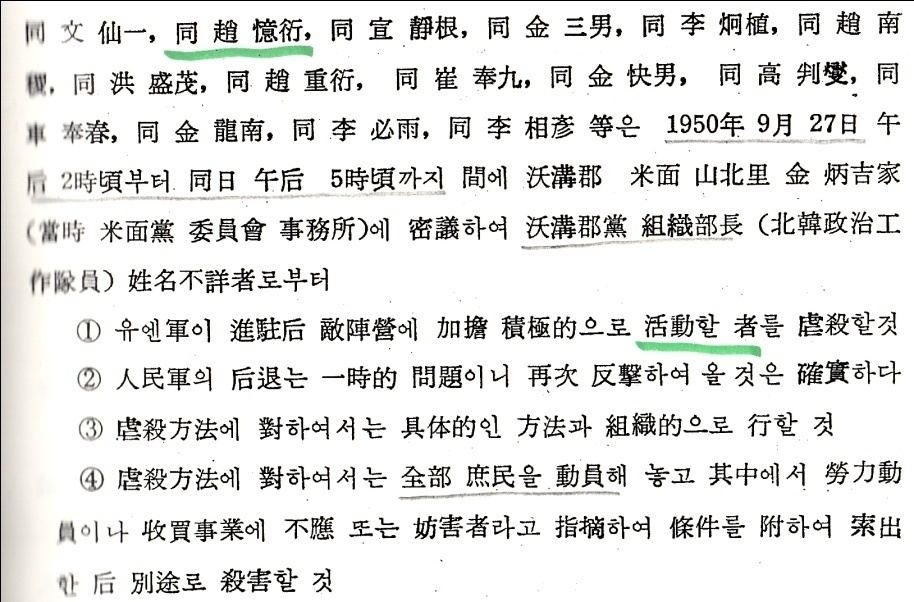 同 文 仙一, 同 趙 憶衍, 同 宣 靜根, 同 金 三男, 同 李 炯植, 同 趙 南
稷, 同 洪 盛茂, 同 趙 重衍, 同 崔 奉九, 同 金 快男, 同 高 判燮, 同
車 奉春, 同 金 龍南, 同 李 必雨, 同 李 相彥 等은 1950年 9月 27日 午
后 2時頃부터 同日 午后 5時頃까지 間에 沃溝郡 米面 山北里 金 炳吉家
(當時 米面黨 委員會 事務所)에 密議하여 沃溝郡黨 組織部長 (北韓政治工
作隊員) 姓名不詳者로부터
① 유엔軍이 進駐后 敵陣營에 加擔 積極的으로 活動할 者를 虐殺할것
② 人民軍의 后退는 一時的 問題이니 再次 反擊하여 올 것은 確實하다
③ 虐殺方法에 對하여서는 具体的인 方法과 組織的으로 行할 것
④ 虐殺方法에 對하여서는 全部 庶民을 動員해 놓고 其中에서 勞力動
員이나 收買事業에 不應 또는 妨害者라고 指摘하여 條件를 附하여 索出
한 后 別途로 殺害할 것